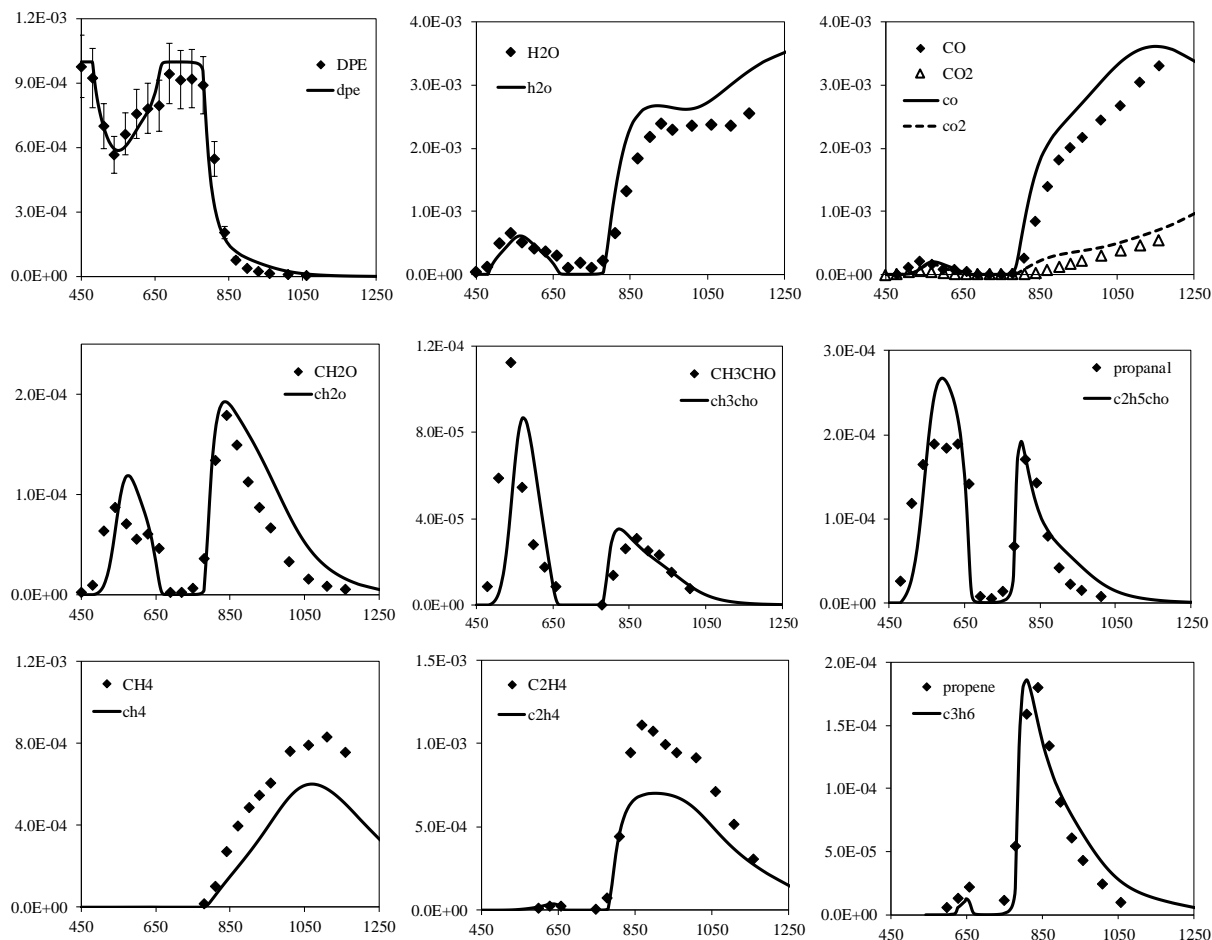 1.2E-03
9.0E-04
6.0E-04
3.0E-04
0.0E+00
450 650 850 1050 1250
DPE
dpe
4.0E-03
3.0E-03
2.0E-03
1.0E-03
0.0E+00
450 650 850 1050 1250
H2O
h2o
4.0E-03
3.0E-03
2.0E-03
1.0E-03
0.0E+00
450 650 850 1050 1250
CO
CO2
co
co2
2.0E-04
1.0E-04
0.0E+00
450 650 850 1050 1250
CH2O
ch2o
1.2E-04
8.0E-05
4.0E-05
0.0E+00
450 650 850 1050 1250
CH3CHO
ch3cho
3.0E-04
2.0E-04
1.0E-04
0.0E+00
450 650 850 1050 1250
propanal
c2h5cho
1.2E-03
8.0E-04
4.0E-04
0.0E+00
450 650 850 1050 1250
CH4
ch4
1.5E-03
1.0E-03
5.0E-04
0.0E+00
450 650 850 1050 1250
C2H4
c2h4
2.0E-04
1.5E-04
1.0E-04
5.0E-05
0.0E+00
450 650 850 1050 1250
propene
c3h6